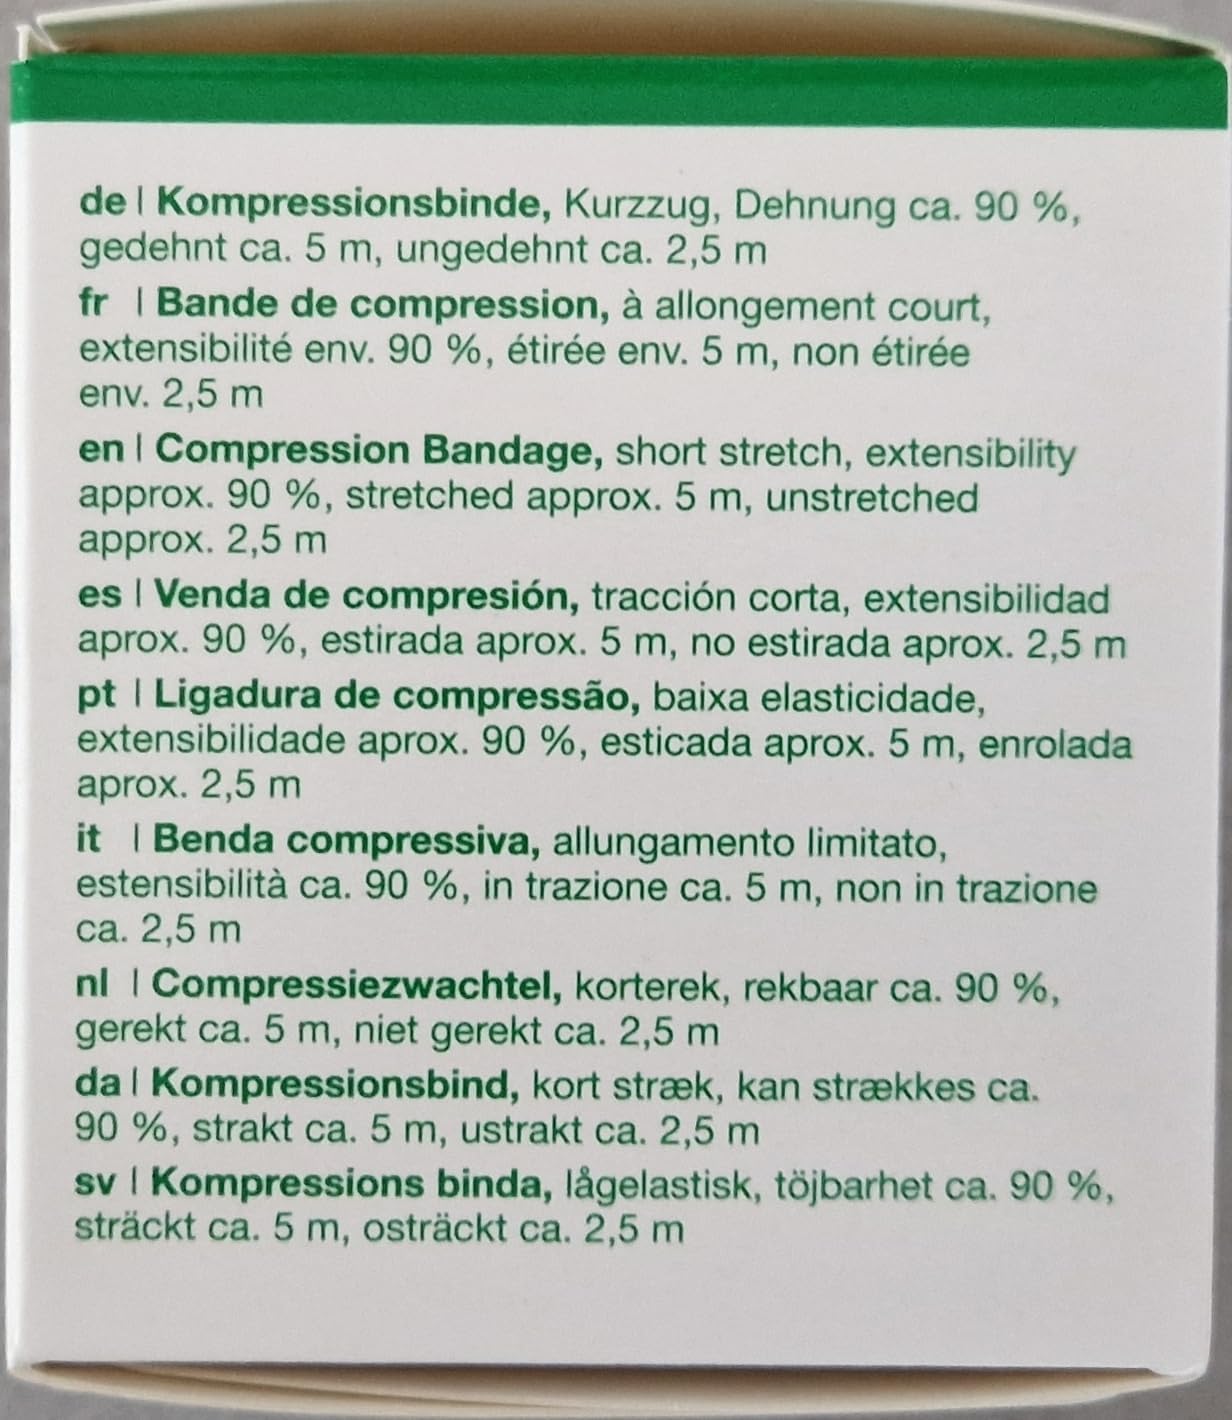 de | Kompressionsbinde, Kurzzug, Dehnung ca. 90 %,
gedehnt ca. 5 m, ungedehnt ca. 2,5 m
fr | Bande de compression, à allongement court,
extensibilité env. 90 %, étirée env. 5 m, non étirée
env. 2,5 m
en | Compression Bandage, short stretch, extensibility
approx. 90 %, stretched approx. 5 m, unstretched
approx. 2,5 m
es | Venda de compresión, tracción corta, extensibilidad
aprox. 90 %, estirada aprox. 5 m, no estirada aprox. 2,5 m
pt | Ligadura de compressão, baixa elasticidade,
extensibilidade aprox. 90 %, esticada aprox. 5 m, enrolada
aprox. 2,5 m
it | Benda compressiva, allungamento limitato,
estensibilità ca. 90 %, in trazione ca. 5 m, non in trazione
ca. 2,5 m
nl | Compressiezwachtel, korterek, rekbaar ca. 90 %,
gerekt ca. 5 m, niet gerekt ca. 2,5 m
da | Kompressionsbind, kort stræk, kan strækkes ca.
90 %, strakt ca. 5 m, ustrakt ca. 2,5 m
sv | Kompressions binda, lågelastisk, töjbarhet ca. 90 %,
sträckt ca. 5 m, osträckt ca. 2,5 m